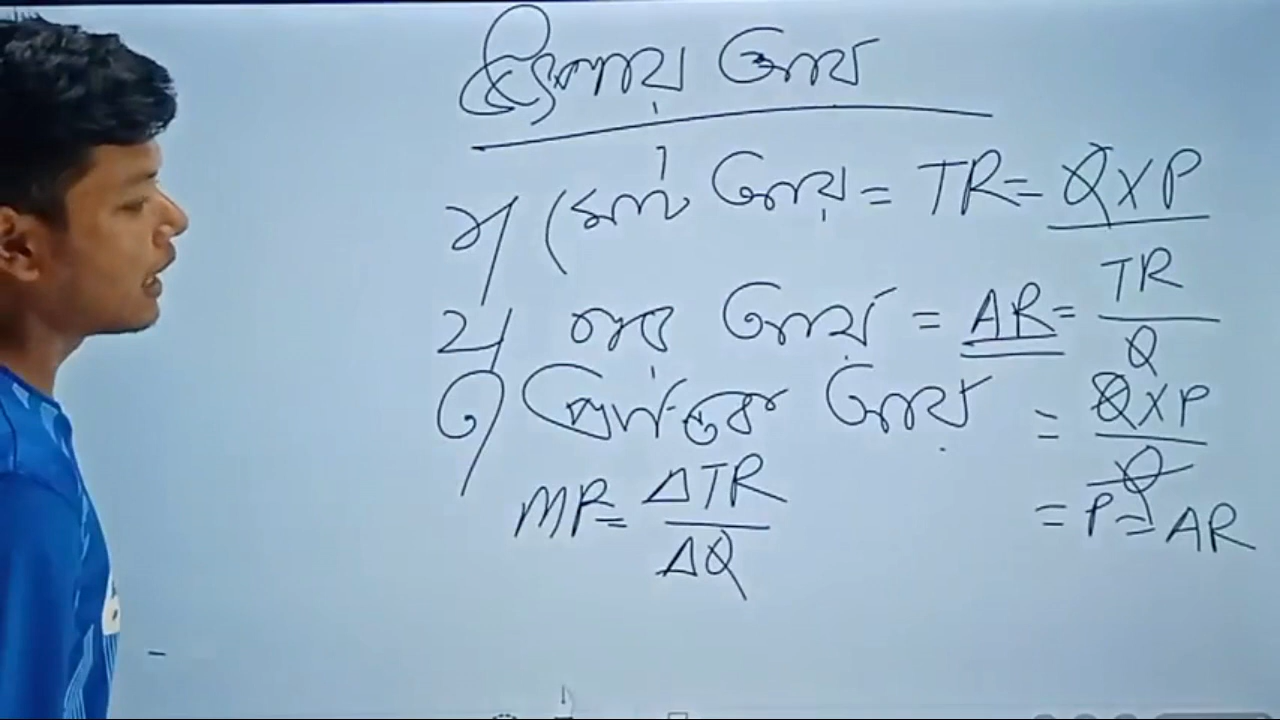 আয়
১। মোট আয় = TR = Q×P
২। গড় আয় = AR = TR/Q
৩। প্রান্তিক আয় = Q×P/Q
MR = ΔTR/ΔQ = P = AR